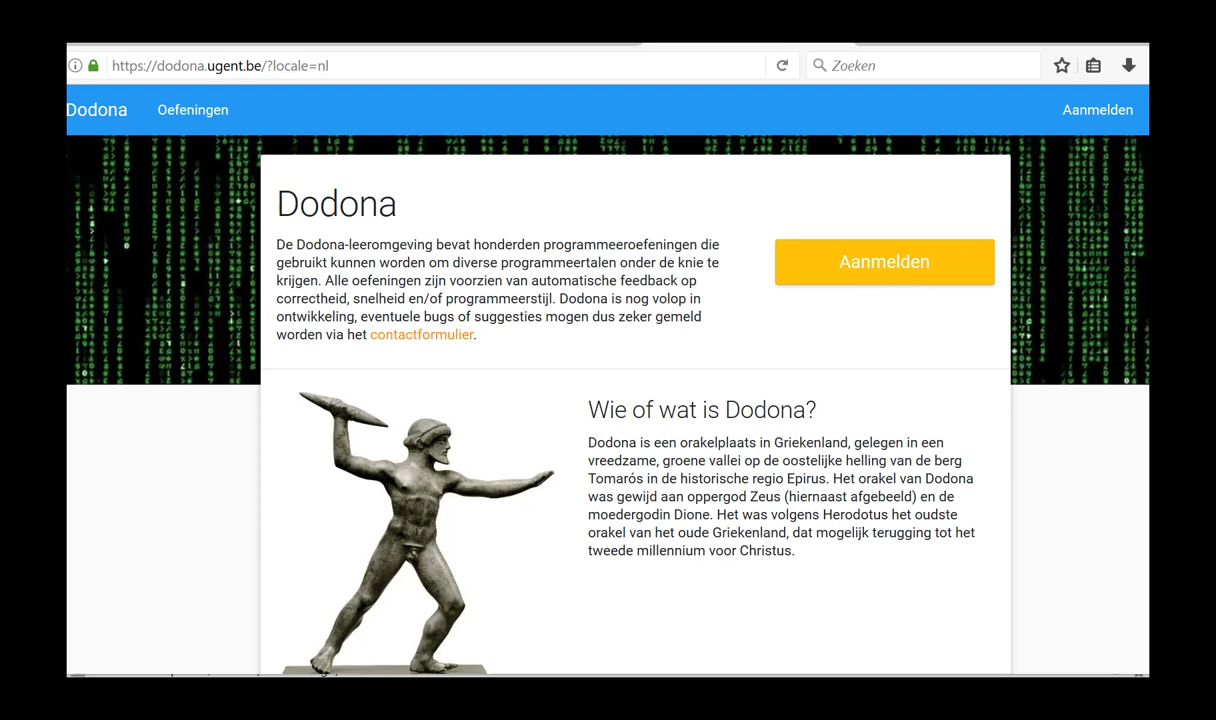 https://dodona.ugent.be/?locale=nl
Zoeken
Dodona
Oefeningen
Aanmelden
Dodona
De Dodona-leeromgeving bevat honderden programmeeroefeningen die
gebruikt kunnen worden om diverse programmeertalen onder de knie te
krijgen. Alle oefeningen zijn voorzien van automatische feedback op
correctheid, snelheid en/of programmeerstijl. Dodona is nog volop in
ontwikkeling, eventuele bugs of suggesties mogen dus zeker gemeld
worden via het contactformulier.
Aanmelden
Wie of wat is Dodona?
Dodona is een orakelplaats in Griekenland, gelegen in een
vreedzame, groene vallei op de oostelijke helling van de berg
Tomarós in de historische regio Epirus. Het orakel van Dodona
was gewijd aan oppergod Zeus (hiernaast afgebeeld) en de
moedergodin Dione. Het was volgens Herodotus het oudste
orakel van het oude Griekenland, dat mogelijk terugging tot het
tweede millennium voor Christus.